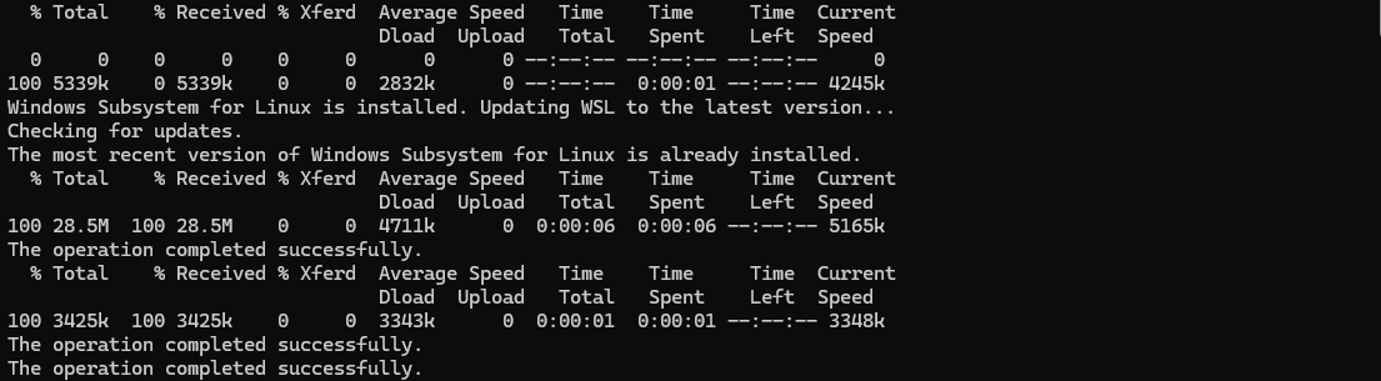 % Total % Received % Xferd Average Speed Time Time Time Current
Dload Upload Total Spent Left Speed
0 0 0 0 0 0 0 0 --:--:-- --:--:-- --:--:-- 0
100 5339k 0 5339k 0 0 2832k 0 --:--:-- 0:00:01 --:--:-- 4245k
Windows Subsystem for Linux is installed. Updating WSL to the latest version...
Checking for updates.
The most recent version of Windows Subsystem for Linux is already installed.
% Total % Received % Xferd Average Speed Time Time Time Current
Dload Upload Total Spent Left Speed
100 28.5M 100 28.5M 0 0 4711k 0 0:00:06 0:00:06 --:--:-- 5165k
The operation completed successfully.
% Total % Received % Xferd Average Speed Time Time Time Current
Dload Upload Total Spent Left Speed
100 3425k 100 3425k 0 0 3343k 0 0:00:01 0:00:01 --:--:-- 3348k
The operation completed successfully.
The operation completed successfully.